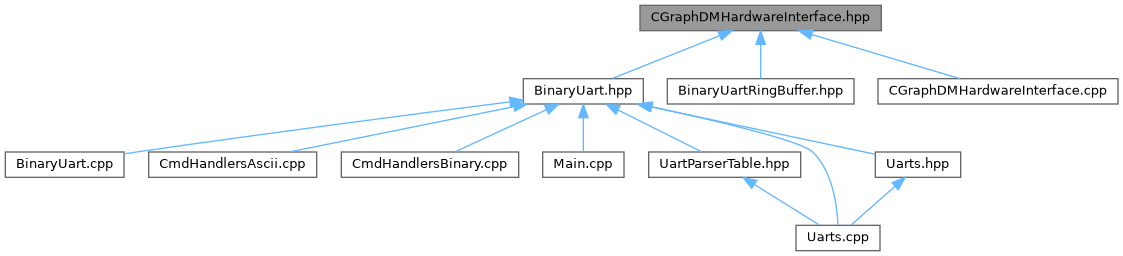 CGraphDMHardwareInterface.hpp
BinaryUart.hpp
BinaryUartRingBuffer.hpp
CGraphDMHardwareInterface.cpp
BinaryUart.cpp
CmdHandlersAscii.cpp
CmdHandlersBinary.cpp
Main.cpp
UartParserTable.hpp
Uarts.hpp
Uarts.cpp